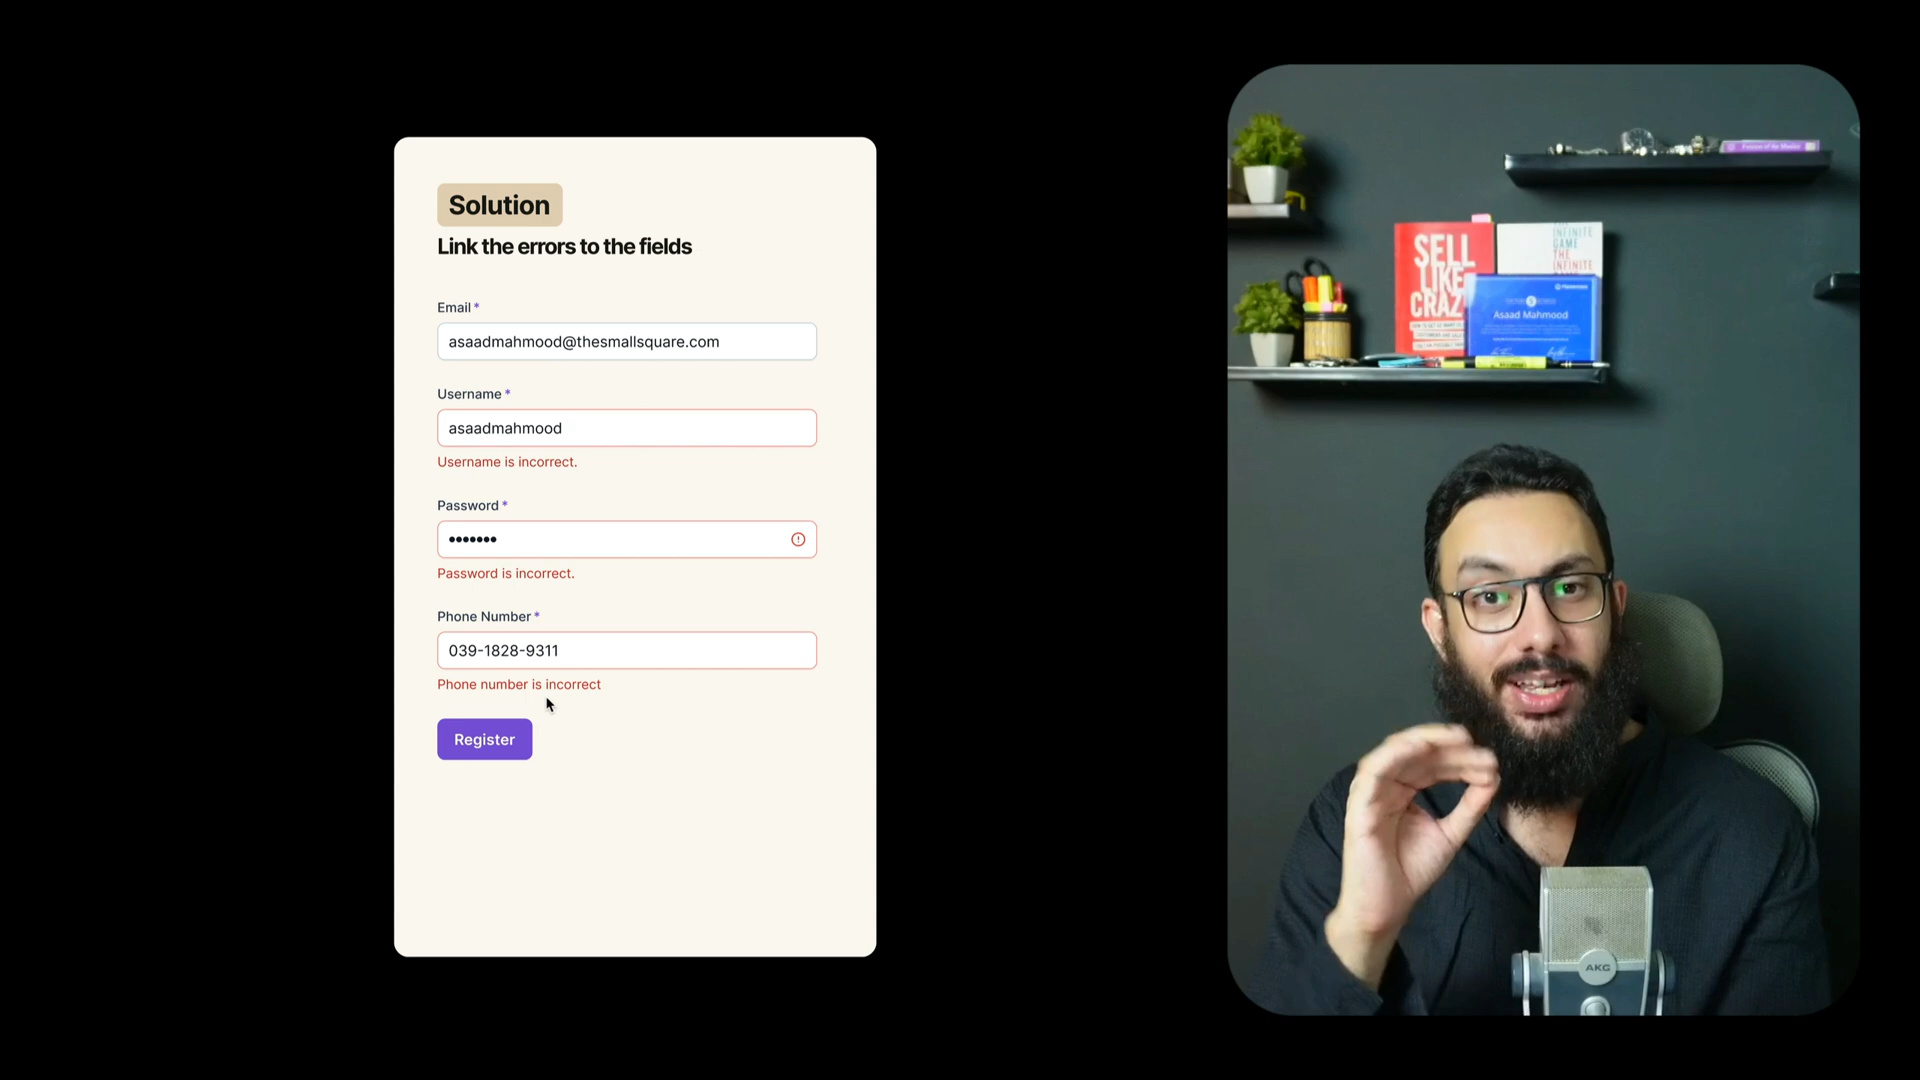 Solution
Link the errors to the fields
Email *
asaadmahmood@thesmallsquare.com
Username *
asaadmahmood
Username is incorrect.
Password *
•••••••
Password is incorrect.
Phone Number *
039-1828-9311
Phone number is incorrect
Register
SELL
LIKE
CRAZ
INFINITE
GAME
THE
INFINITE
Asaad Mahmood
AKG